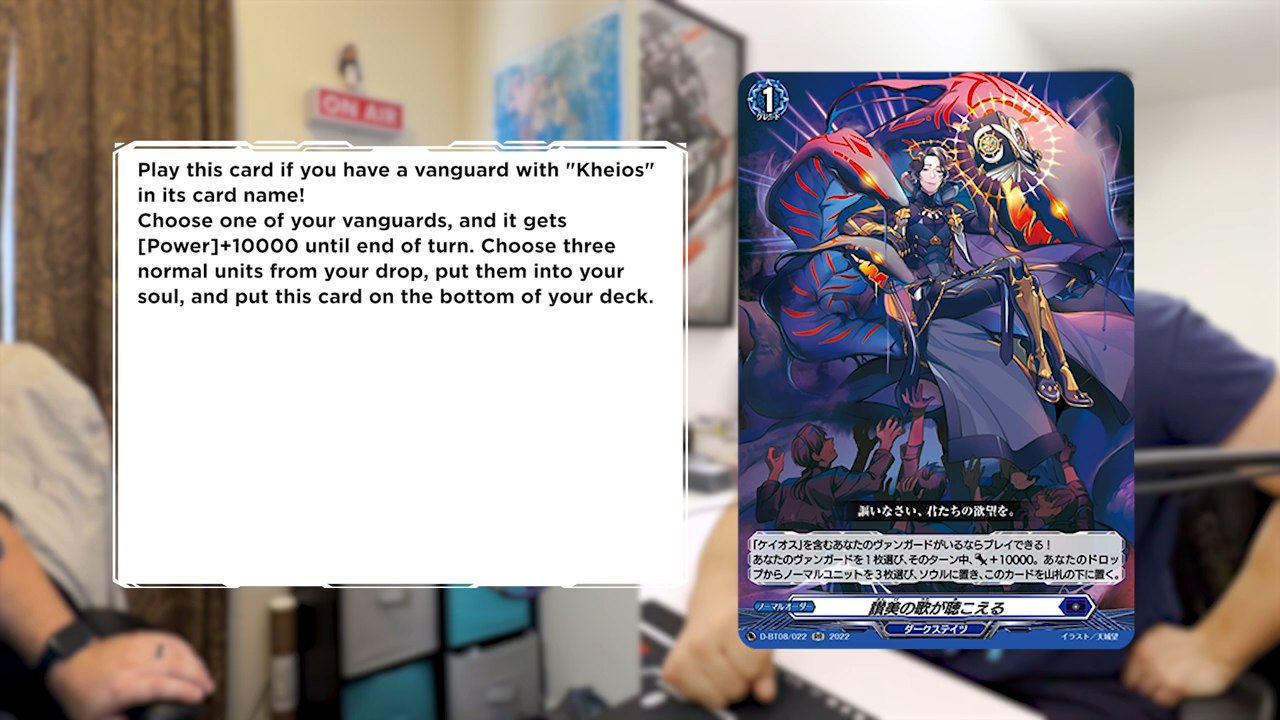 ON AIR
Play this card if you have a vanguard with "Kheios"
in its card name!
Choose one of your vanguards, and it gets
[Power]+10000 until end of turn. Choose three
normal units from your drop, put them into your
soul, and put this card on the bottom of your deck.
1
グレード
謳いなさい、君たちの欲望を。
「ケイオス」を含むあなたのヴァンガードがいるならプレイできる！
あなたのヴァンガードを1枚選び、そのターン中、+10000。あなたのドロッ
プからノーマルユニットを3枚選び、ソウルに置き、このカードを山札の下に置く。
ノーマルオーダー
讃美の歌が聴こえる
ダークステイツ
D-BT08/022 RR 2022
イラスト／天城望